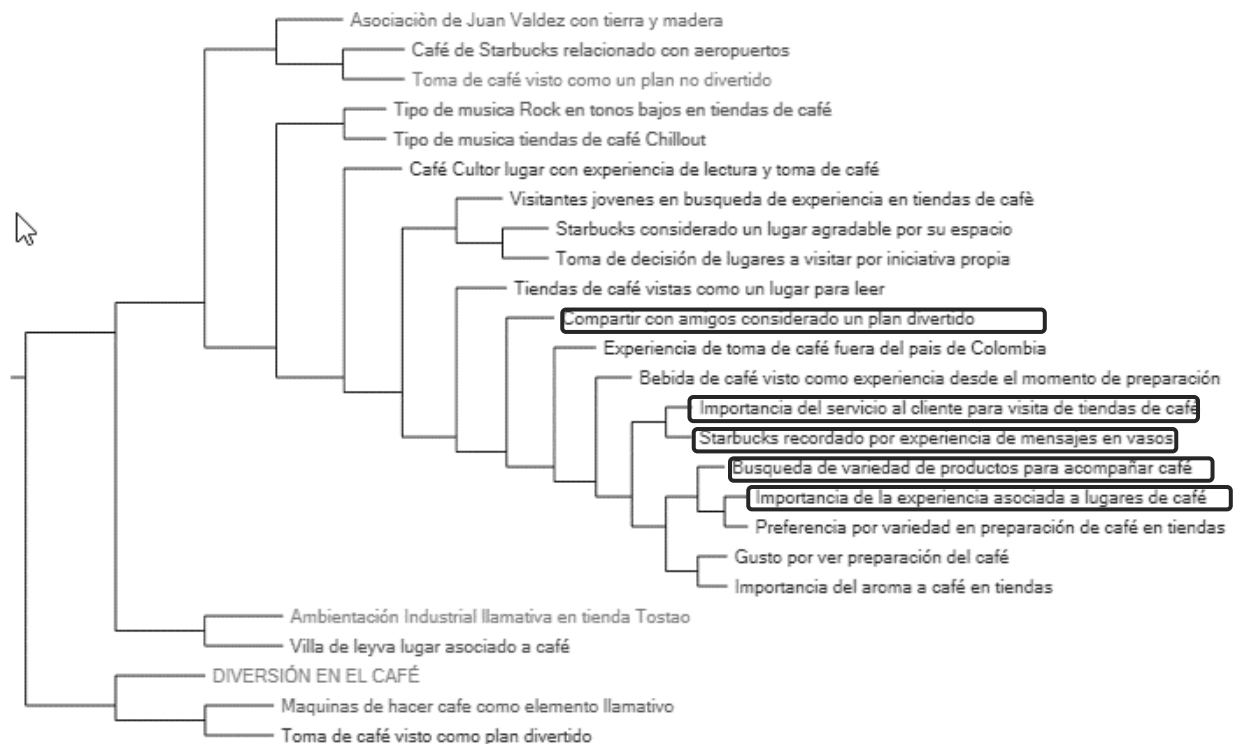 Asociaciòn de Juan Valdez con tierra y madera
Café de Starbucks relacionado con aeropuertos
Toma de café visto como un plan no divertido
Tipo de musica Rock en tonos bajos en tiendas de café
Tipo de musica tiendas de café Chillout
Café Cultor lugar con experiencia de lectura y toma de café
Visitantes jovenes en busqueda de experiencia en tiendas de cafè
Starbucks considerado un lugar agradable por su espacio
Toma de decisión de lugares a visitar por iniciativa propia
Tiendas de café vistas como un lugar para leer
Compartir con amigos considerado un plan divertido
Experiencia de toma de café fuera del pais de Colombia
Bebida de café visto como experiencia desde el momento de preparación
Importancia del servicio al cliente para visita de tiendas de café
Starbucks recordado por experiencia de mensajes en vasos
Busqueda de variedad de productos para acompañar café
Importancia de la experiencia asociada a lugares de café
Preferencia por variedad en preparación de café en tiendas
Gusto por ver preparación del café
Importancia del aroma a café en tiendas
Ambientación Industrial llamativa en tienda Tostao
Villa de leyva lugar asociado a café
DIVERSIÓN EN EL CAFÉ
Maquinas de hacer cafe como elemento llamativo
Toma de café visto como plan divertido